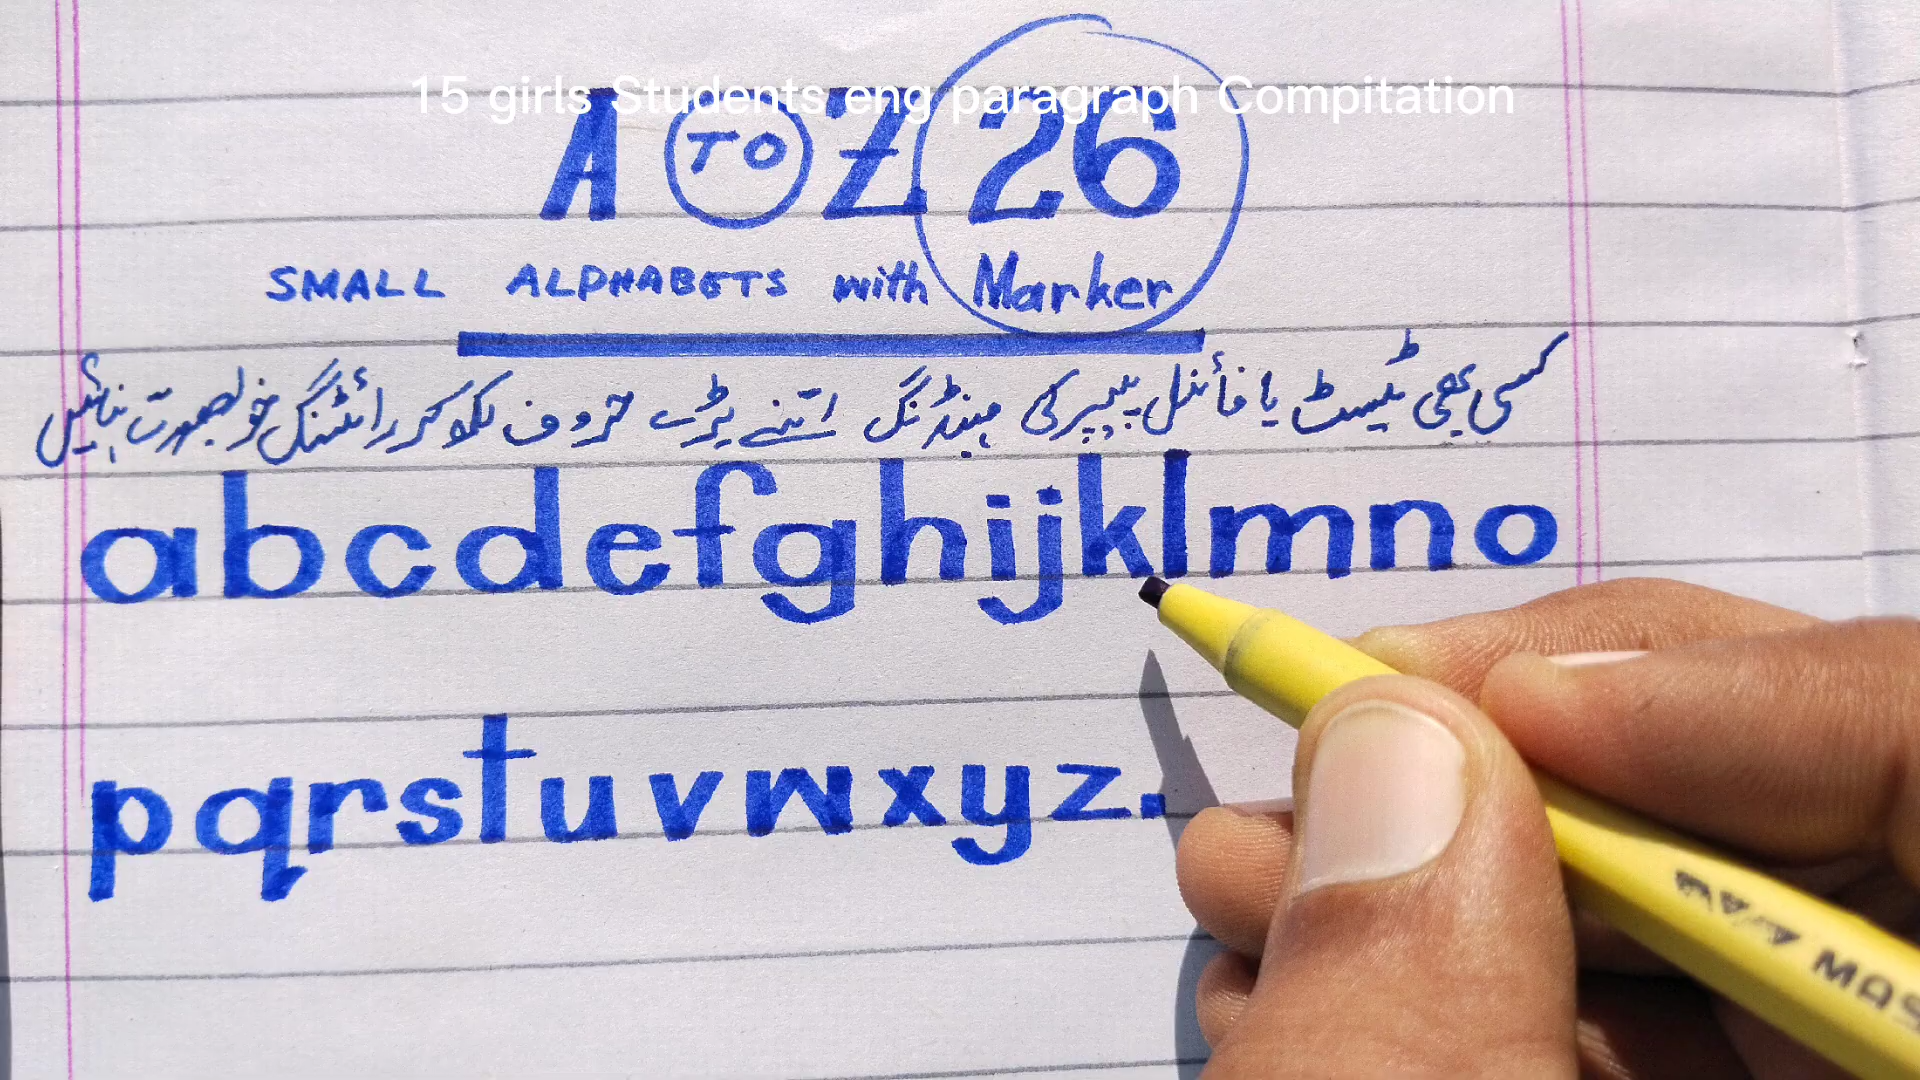 15 girls Students eng paragraph Compitation
A TO Z 26
SMALL ALPHABETS with Marker
کسی بھی ٹیسٹ یا فائنل پیپر کی ہینڈنگ اتنے بڑے حروف لکھ کر رائٹنگ خوبصورت بنائیں
abcdefghijklmno
pqrstuvwxyz.